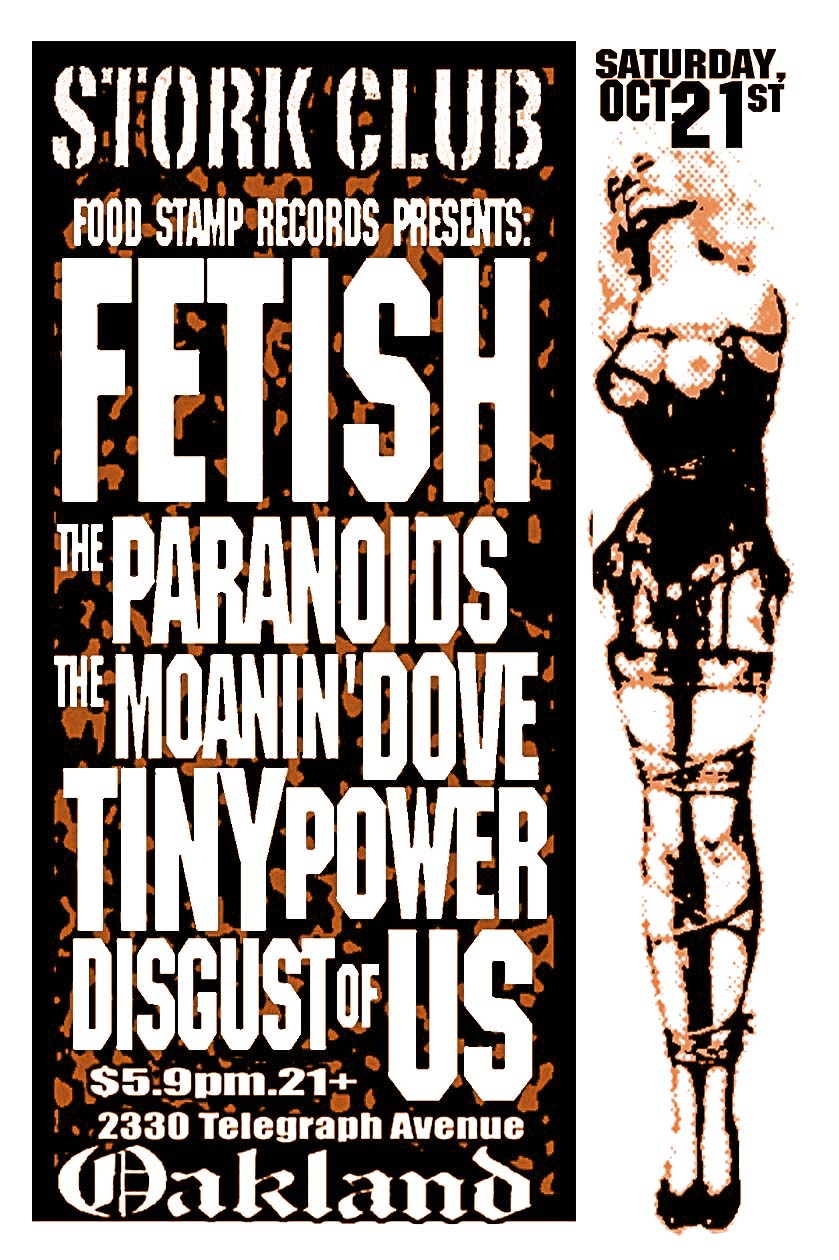 STORK CLUB
FOOD STAMP RECORDS PRESENTS:
FETISH
THE PARANOIDS
THE MOANIN' DOVE
TINY POWER
DISGUST OF US
$5.9pm.21+
2330 Telegraph Avenue
Oakland
SATURDAY,
OCT.21ST